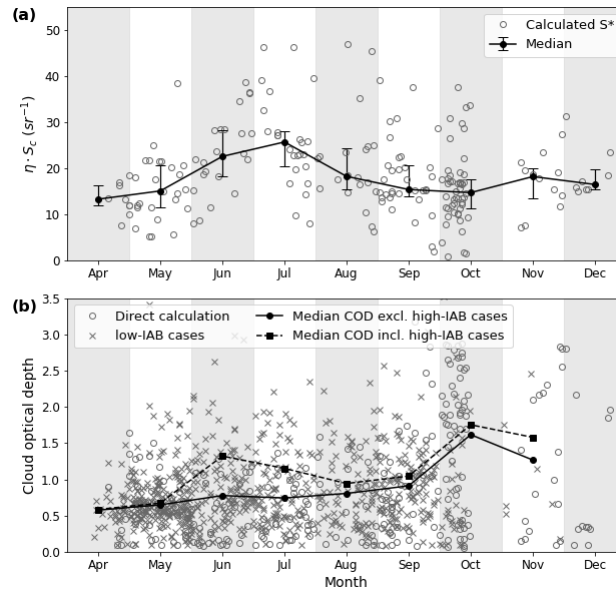 (a)
Calculated S*
Median
η · S_c (sr⁻¹)
50
40
30
20
10
0
Apr May Jun Jul Aug Sep Oct Nov Dec
(b)
Direct calculation
low-IAB cases
Median COD excl. high-IAB cases
Median COD incl. high-IAB cases
Cloud optical depth
3.5
3.0
2.5
2.0
1.5
1.0
0.5
0.0
Apr May Jun Jul Aug Sep Oct Nov Dec
Month